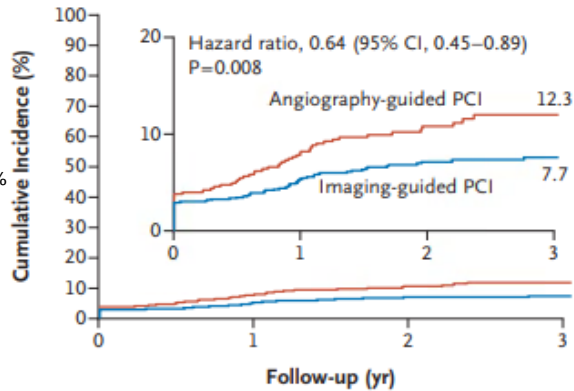 Cumulative Incidence (%)
100
90
80
70
60
50
40
30
20
10
0
%
20
10
0
Hazard ratio, 0.64 (95% CI, 0.45–0.89)
P=0.008
Angiography-guided PCI 12.3
Imaging-guided PCI 7.7
0 1 2 3
0 1 2 3
Follow-up (yr)